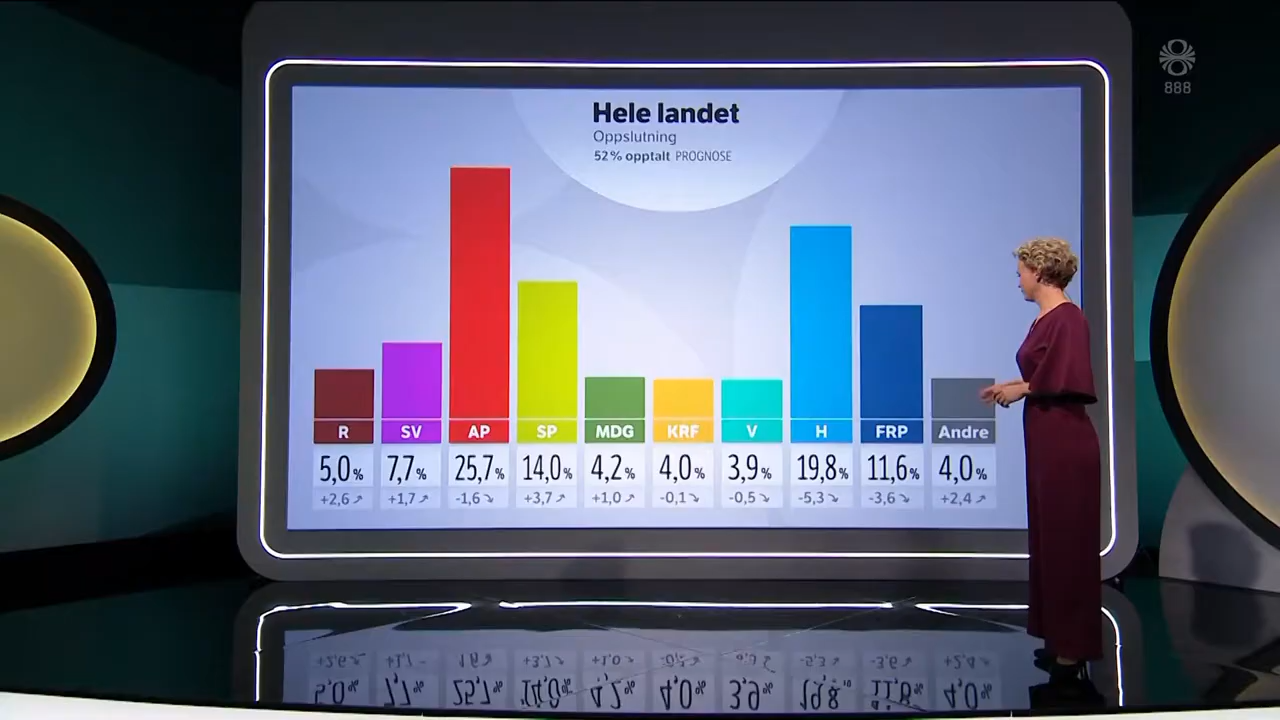 888
Hele landet
Oppslutning
52% opptalt PROGNOSE
R SV AP SP MDG KRF V H FRP Andre
5,0% 7,7% 25,7% 14,0% 4,2% 4,0% 3,9% 19,8% 11,6% 4,0%
+2,6↗ +1,7↗ -1,6↘ +3,7↗ +1,0↗ -0,1↘ -0,5↘ -5,3↘ -3,6↘ +2,4↗